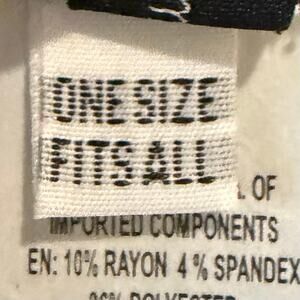 ONE SIZE
FITS ALL
OF
IMPORTED COMPONENTS
EN: 10% RAYON 4% SPANDEX